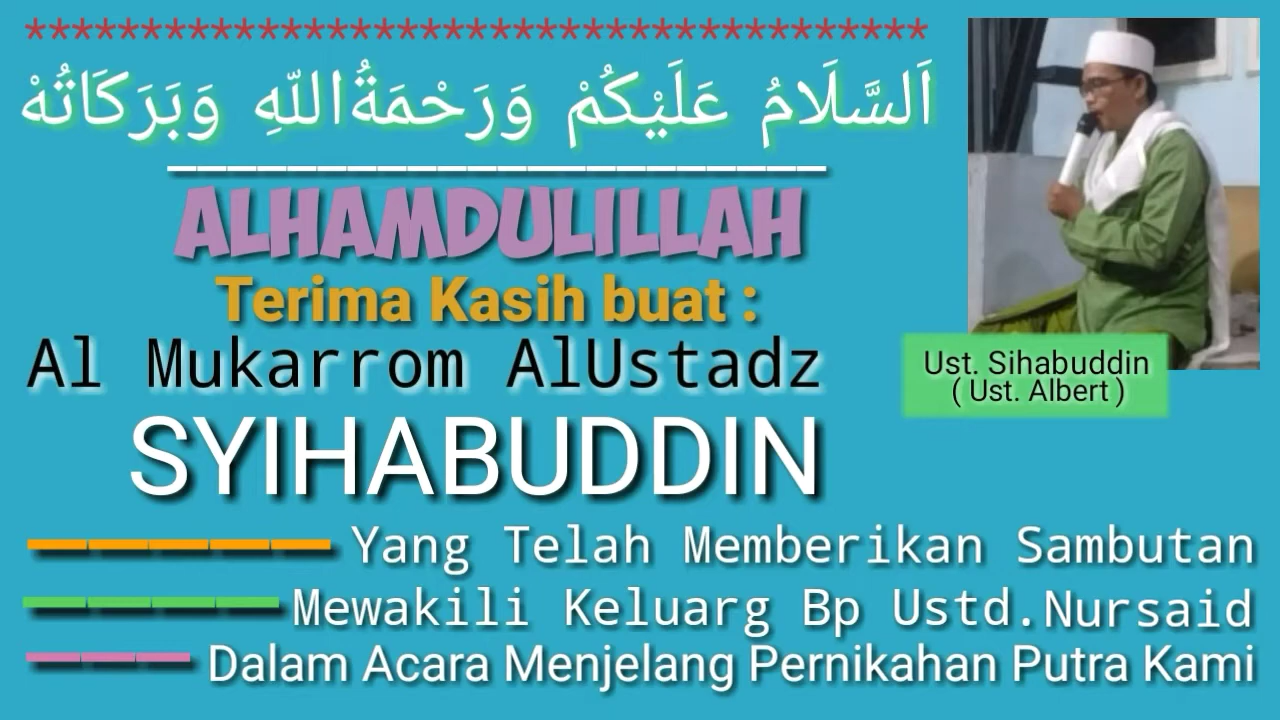 ***************************************
اَلسَّلَامُ عَلَيْكُمْ وَرَحْمَةُاللهِ وَبَرَكَاتُهْ
ALHAMDULILLAH
Terima Kasih buat :
Al Mukarrom AlUstadz
SYIHABUDDIN
Ust. Sihabuddin
( Ust. Albert )
Yang Telah Memberikan Sambutan
Mewakili Keluarg Bp Ustd.Nursaid
Dalam Acara Menjelang Pernikahan Putra Kami